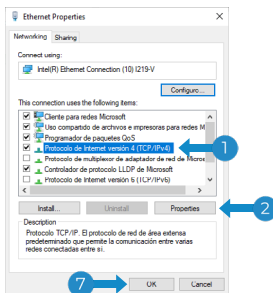 Ethernet Properties
Networking Sharing
Connect using:
Intel(R) Ethernet Connection (10) I219-V
Configure...
This connection uses the following items:
Cliente para redes Microsoft
Uso compartido de archivos e impresoras para redes M
Programador de paquetes QoS
Protocolo de Internet versión 4 (TCP/IPv4)
1
Protocolo de multiplexor de adaptador de red de Micros
Controlador de protocolo LLDP de Microsoft
Protocolo de Internet versión 6 (TCP/IPv6)
Install...
Uninstall
Properties
2
Description
Protocolo TCP/IP. El protocolo de red de área extensa
predeterminado que permite la comunicación entre varias
redes conectadas entre sí.
7
OK
Cancel